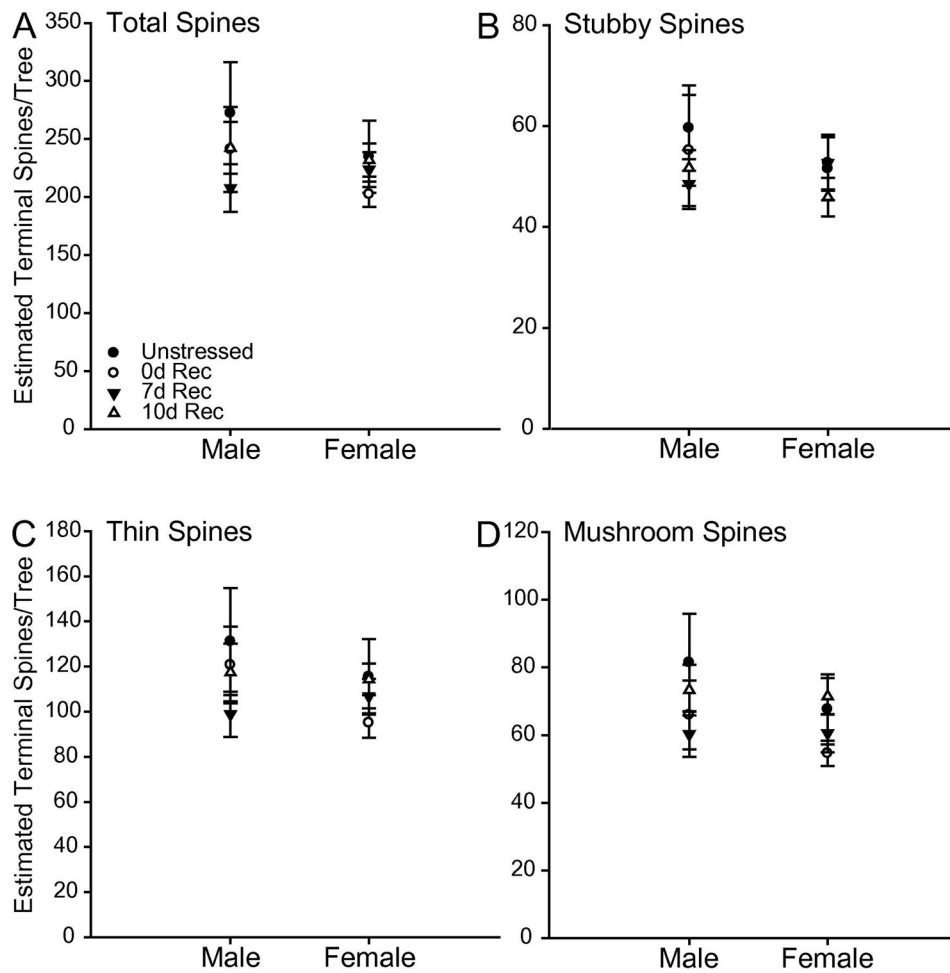 A Total Spines
Estimated Terminal Spines/Tree
350
300
250
200
150
100
50
0
Unstressed
0d Rec
7d Rec
10d Rec
Male Female
B Stubby Spines
80
60
40
20
0
Male Female
C Thin Spines
Estimated Terminal Spines/Tree
180
160
140
120
100
80
60
40
20
0
Male Female
D Mushroom Spines
120
100
80
60
40
20
0
Male Female